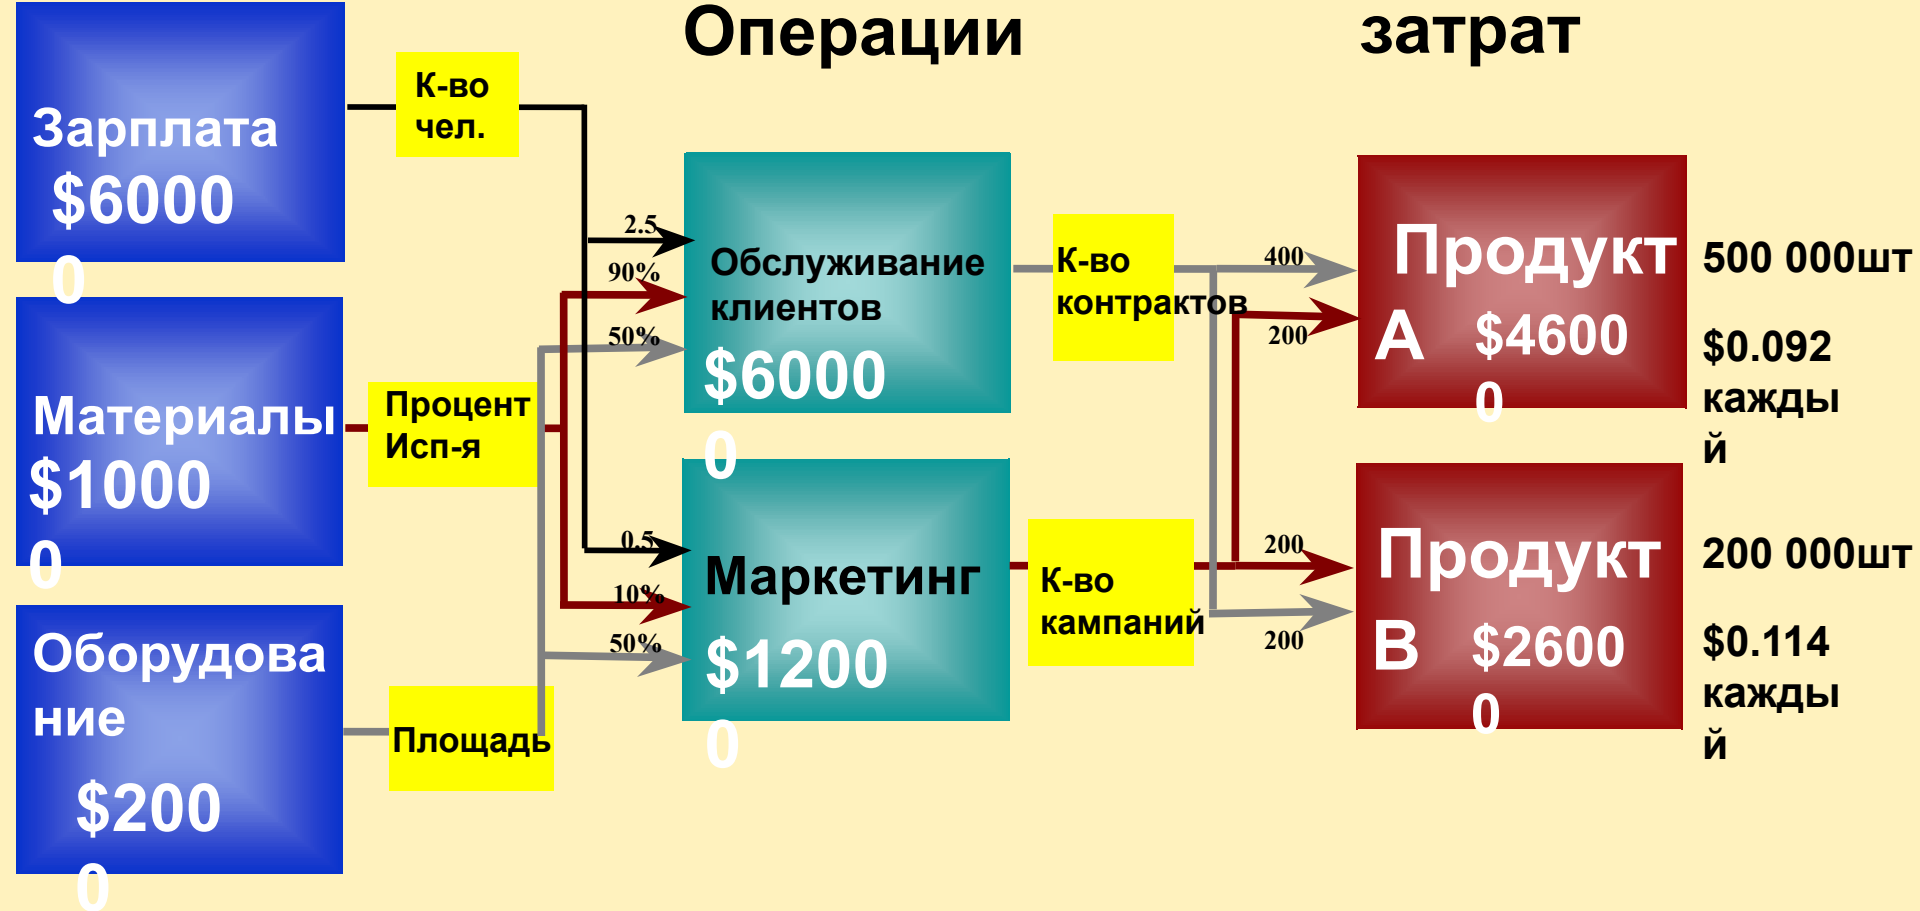 Операции
затрат
Зарплата
$6000
0
К-во
чел.
Материалы
$1000
0
Процент
Исп-я
Оборудова
ние
$200
0
Площадь
2.5
90%
50%
0.5
10%
50%
Обслуживание
клиентов
$6000
0
Маркетинг
$1200
0
К-во
контрактов
К-во
кампаний
400
200
200
200
Продукт
А $4600
0
500 000шт
$0.092
кажды
й
Продукт
В $2600
0
200 000шт
$0.114
кажды
й